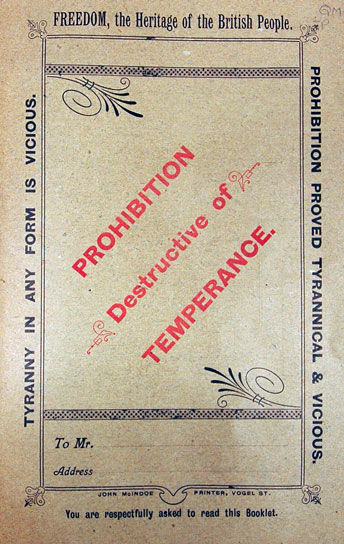 FREEDOM, the Heritage of the British People.
TYRANNY IN ANY FORM IS VICIOUS.
PROHIBITION
Destructive of
TEMPERANCE.
PROHIBITION PROVED TYRANNICAL & VICIOUS.
To Mr.
Address
JOHN McINDOE PRINTER, VOGEL ST.
You are respectfully asked to read this Booklet.